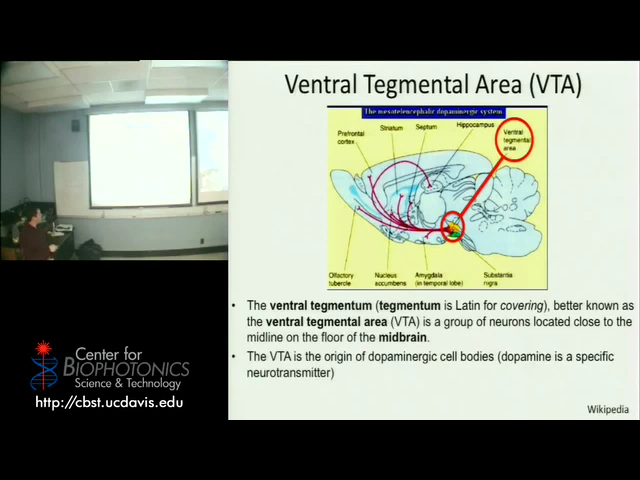 Ventral Tegmental Area (VTA)
The mesotelencephalic dopaminergic system
Prefrontal cortex
Striatum
Septum
Hippocampus
Ventral tegmental area
Olfactory tubercle
Nucleus accumbens
Amygdala (in temporal lobe)
Substantia nigra
• The ventral tegmentum (tegmentum is Latin for covering), better known as
the ventral tegmental area (VTA) is a group of neurons located close to the
midline on the floor of the midbrain.
• The VTA is the origin of dopaminergic cell bodies (dopamine is a specific
neurotransmitter)
Wikipedia
Center for
BIOPHOTONICS
Science & Technology
http://cbst.ucdavis.edu